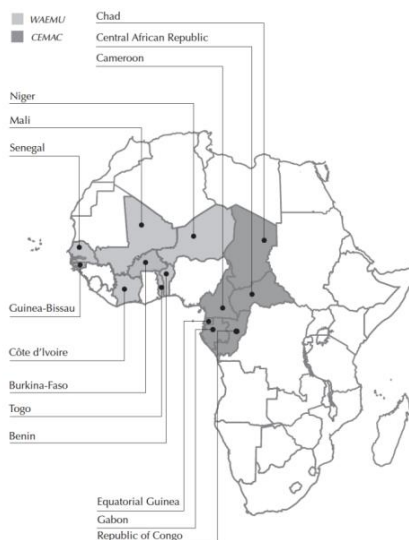 WAEMU
CEMAC
Chad
Central African Republic
Cameroon
Niger
Mali
Senegal
Guinea-Bissau
Côte d'Ivoire
Burkina-Faso
Togo
Benin
Equatorial Guinea
Gabon
Republic of Congo